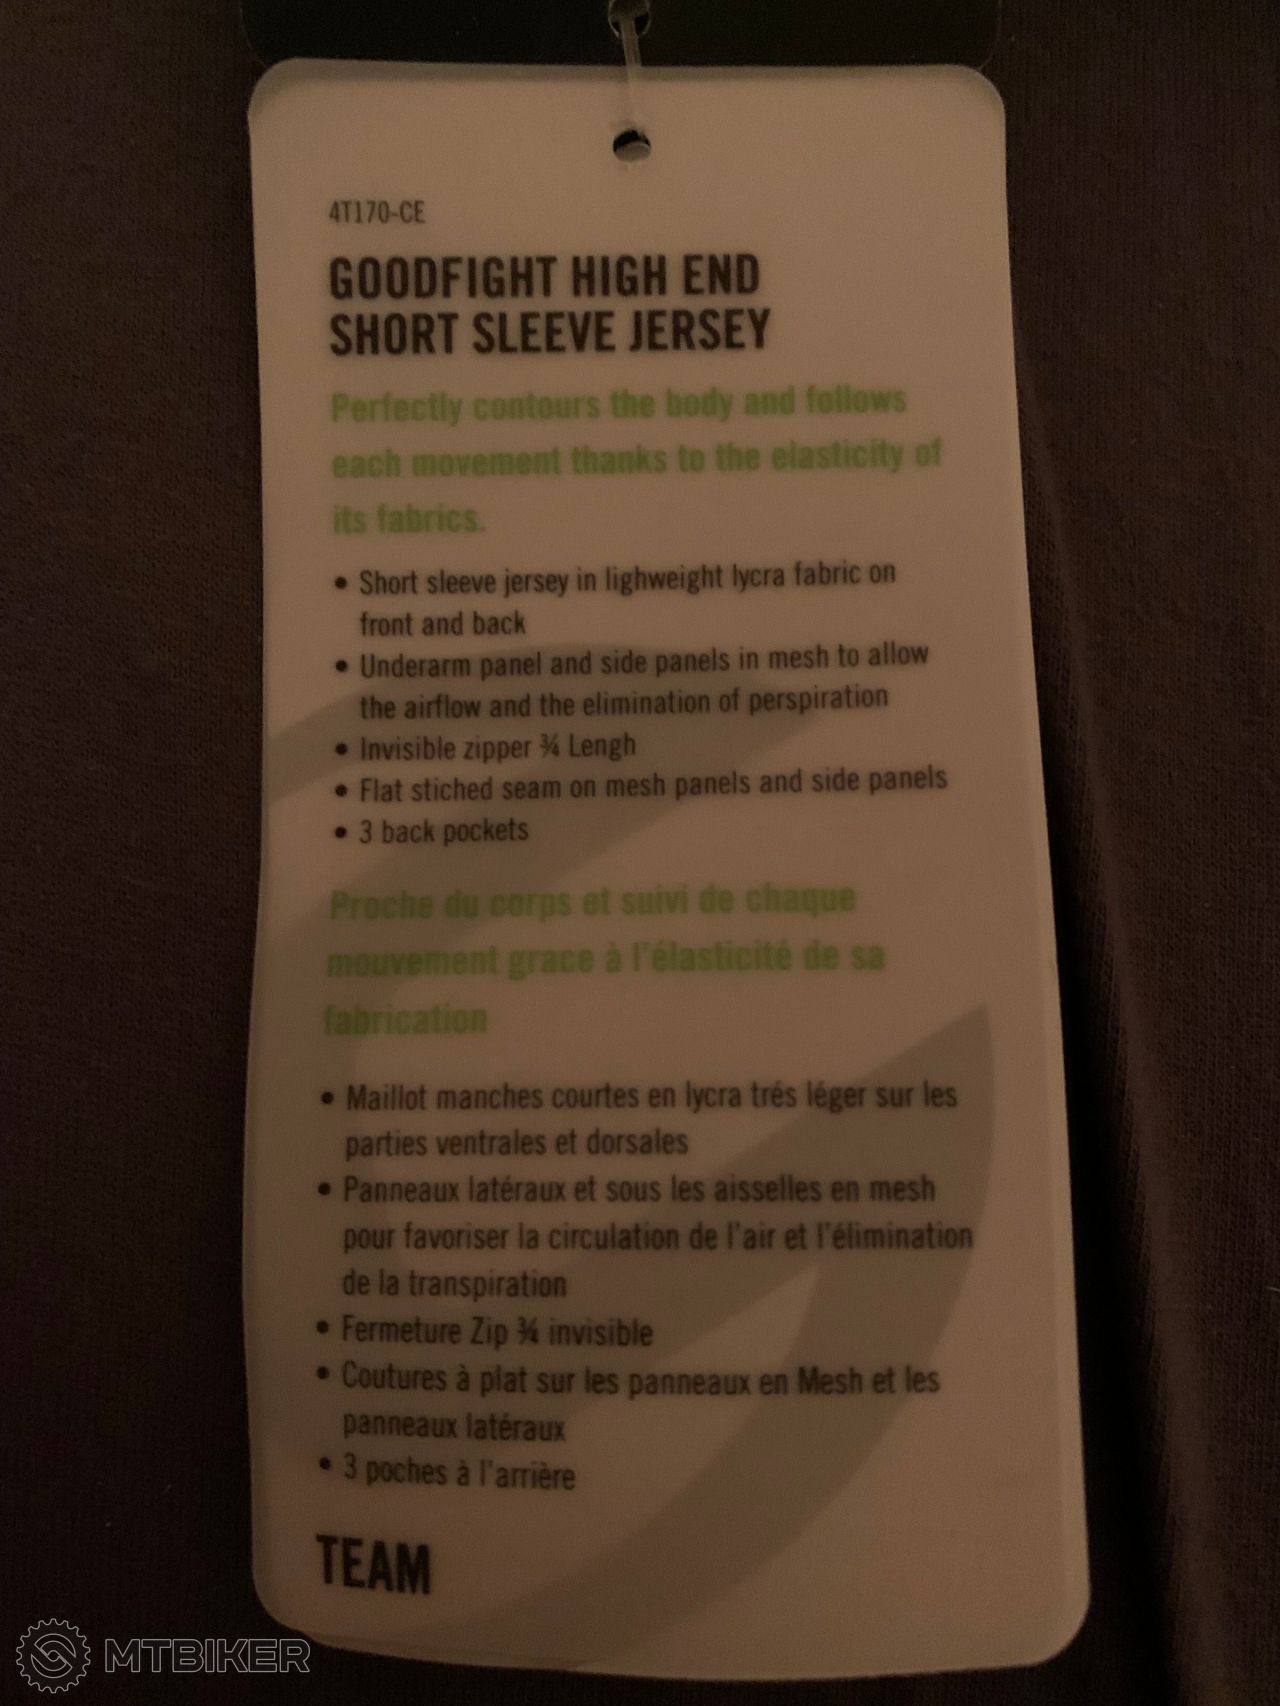 4T170-CE
GOODFIGHT HIGH END
SHORT SLEEVE JERSEY
Perfectly contours the body and follows
each movement thanks to the elasticity of
its fabrics.
• Short sleeve jersey in lighweight lycra fabric on
front and back
• Underarm panel and side panels in mesh to allow
the airflow and the elimination of perspiration
• Invisible zipper ¾ Lengh
• Flat stiched seam on mesh panels and side panels
• 3 back pockets
Proche du corps et suivi de chaque
mouvement grace à l'élasticité de sa
fabrication
• Maillot manches courtes en lycra trés léger sur les
parties ventrales et dorsales
• Panneaux latéraux et sous les aisselles en mesh
pour favoriser la circulation de l'air et l'élimination
de la transpiration
• Fermeture Zip ¾ invisible
• Coutures à plat sur les panneaux en Mesh et les
panneaux latéraux
• 3 poches à l'arrière
TEAM
MTBIKER